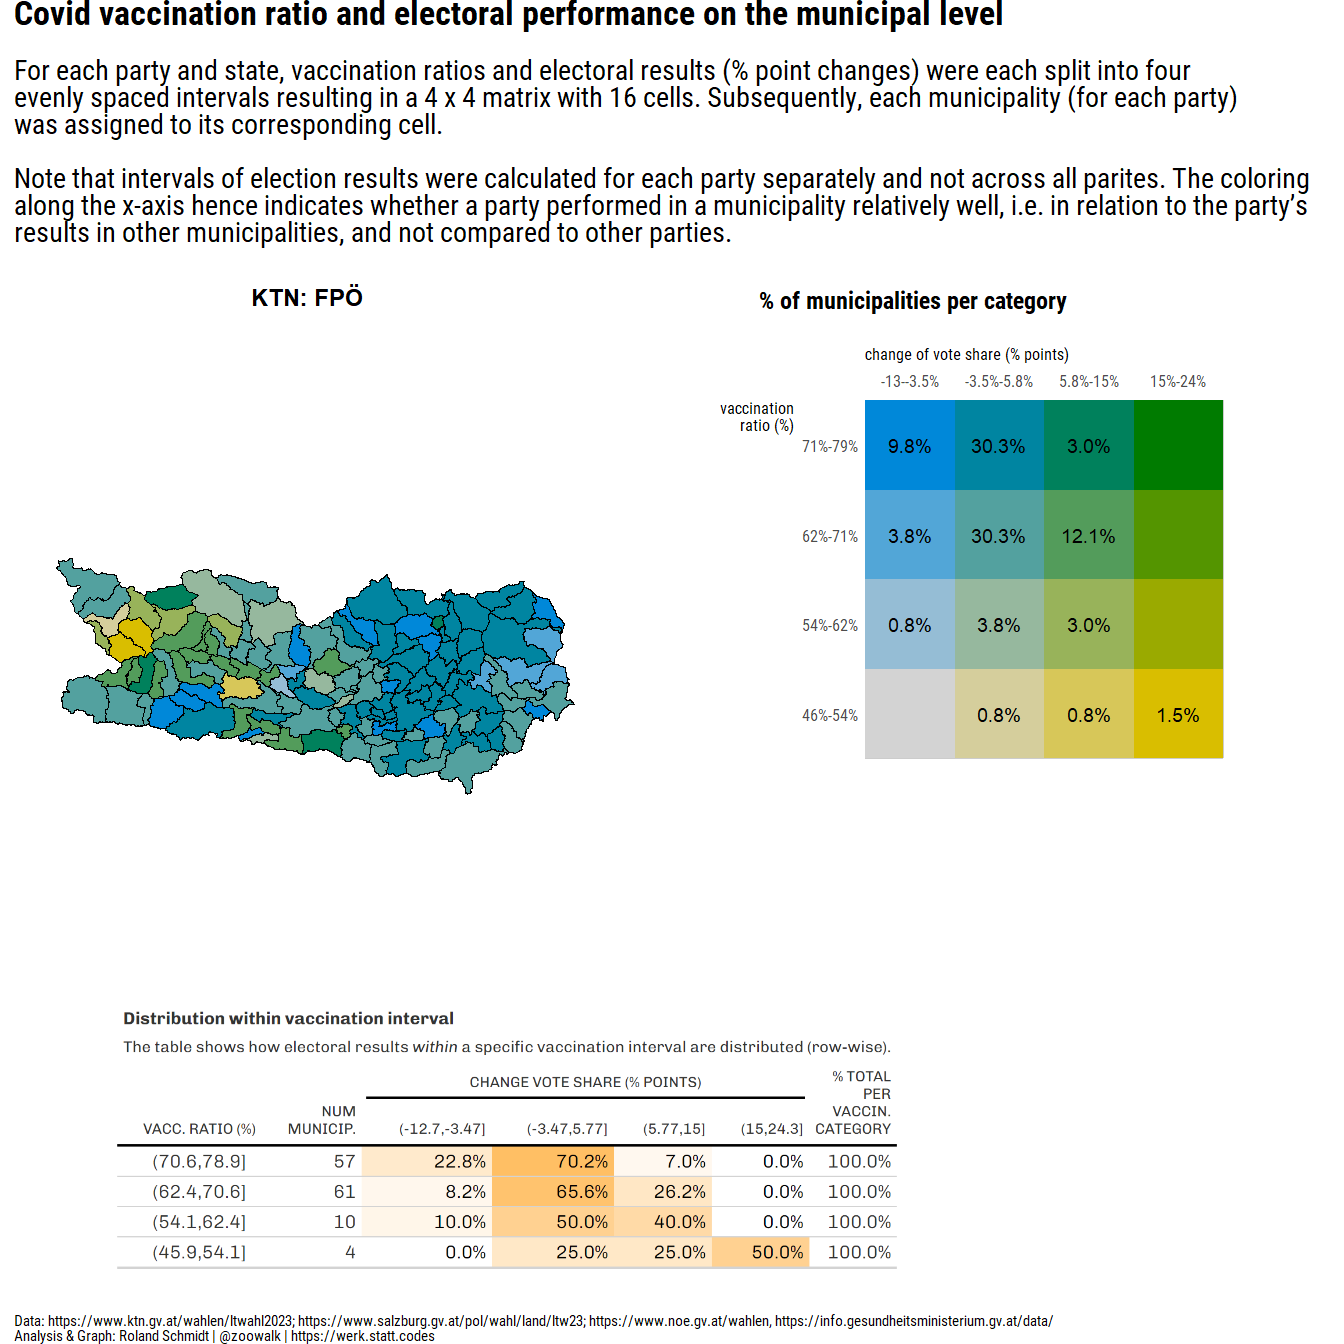 Covid vaccination ratio and electoral performance on the municipal level
For each party and state, vaccination ratios and electoral results (% point changes) were each split into four
evenly spaced intervals resulting in a 4 x 4 matrix with 16 cells. Subsequently, each municipality (for each party)
was assigned to its corresponding cell.
Note that intervals of election results were calculated for each party separately and not across all parites. The coloring
along the x-axis hence indicates whether a party performed in a municipality relatively well, i.e. in relation to the party's
results in other municipalities, and not compared to other parties.
KTN: FPÖ
% of municipalities per category
change of vote share (% points)
-13--3.5% -3.5%-5.8% 5.8%-15% 15%-24%
vaccination
ratio (%)
71%-79% 9.8% 30.3% 3.0%
62%-71% 3.8% 30.3% 12.1%
54%-62% 0.8% 3.8% 3.0%
46%-54% 0.8% 0.8% 1.5%
Distribution within vaccination interval
The table shows how electoral results within a specific vaccination interval are distributed (row-wise).
CHANGE VOTE SHARE (% POINTS)
VACC. RATIO (%) NUM MUNICIP. (-12.7,-3.47] (-3.47,5.77] (5.77,15] (15,24.3] % TOTAL PER VACCIN. CATEGORY
(70.6,78.9] 57 22.8% 70.2% 7.0% 0.0% 100.0%
(62.4,70.6] 61 8.2% 65.6% 26.2% 0.0% 100.0%
(54.1,62.4] 10 10.0% 50.0% 40.0% 0.0% 100.0%
(45.9,54.1] 4 0.0% 25.0% 25.0% 50.0% 100.0%
Data: https://www.ktn.gv.at/wahlen/ltwahl2023; https://www.salzburg.gv.at/pol/wahl/land/ltw23; https://www.noe.gv.at/wahlen, https://info.gesundheitsministerium.gv.at/data/
Analysis & Graph: Roland Schmidt | @zoowalk | https://werk.statt.codes